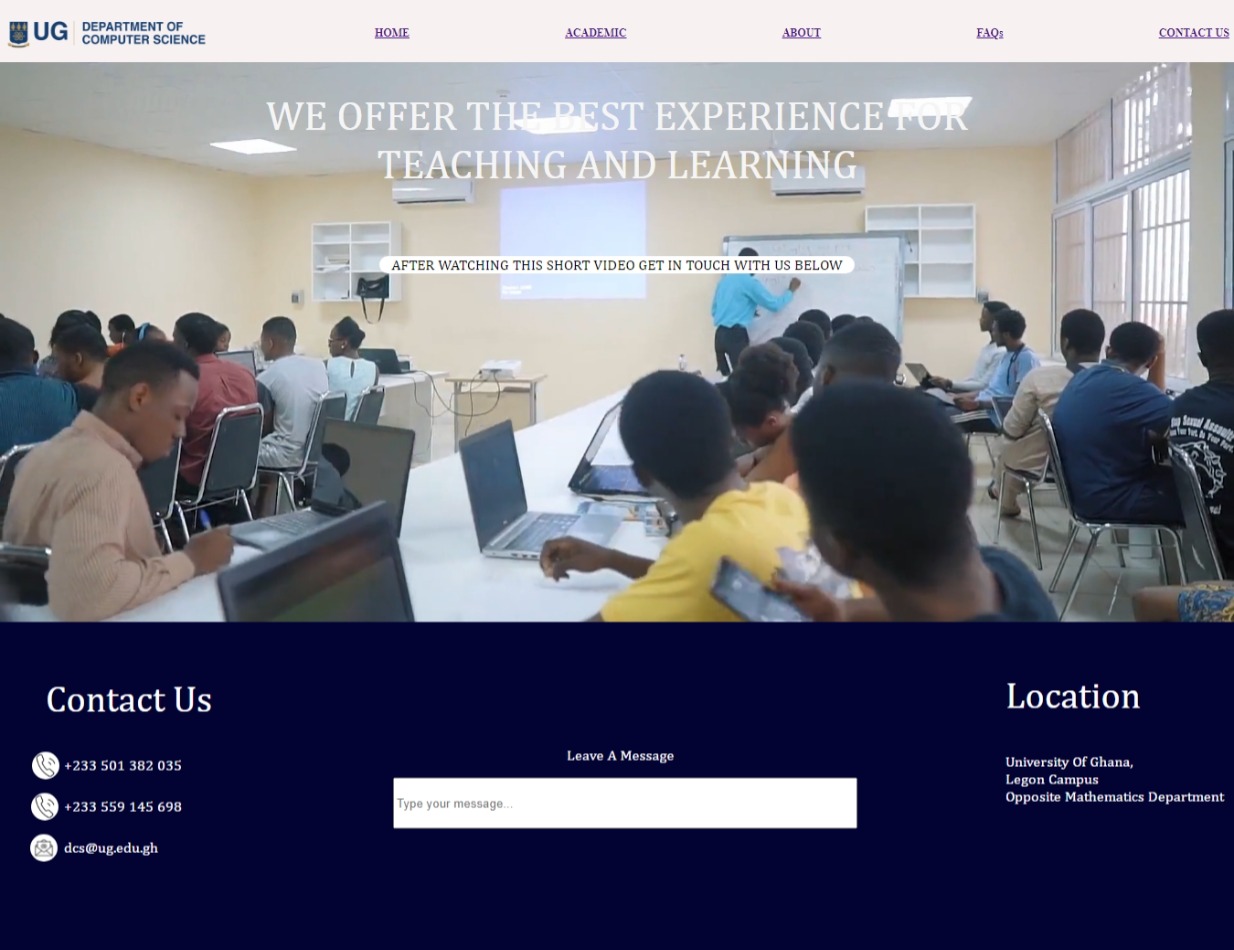 UG
DEPARTMENT OF
COMPUTER SCIENCE
HOME
ACADEMIC
ABOUT
FAQs
CONTACT US
WE OFFER THE BEST EXPERIENCE FOR
TEACHING AND LEARNING
AFTER WATCHING THIS SHORT VIDEO GET IN TOUCH WITH US BELOW
Sexual Assault
Contact Us
+233 501 382 035
+233 559 145 698
dcs@ug.edu.gh
Leave A Message
Type your message...
Location
University Of Ghana,
Legon Campus
Opposite Mathematics Department